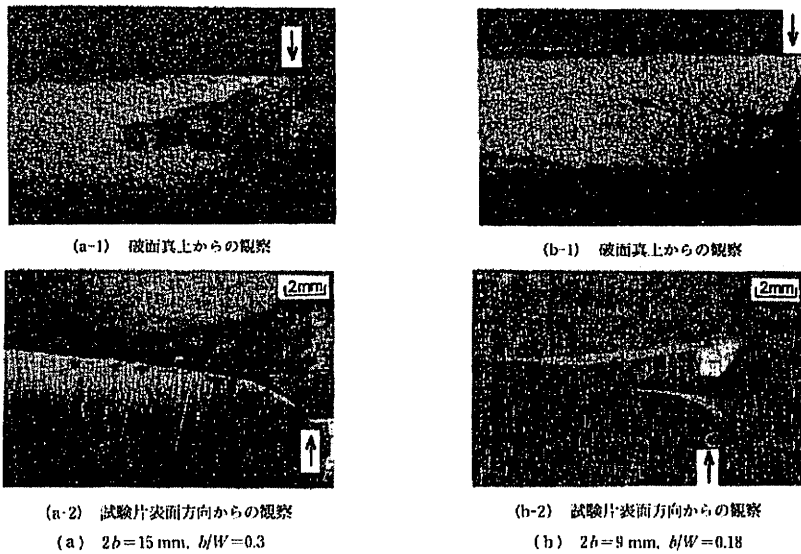 (a-1) 破面真上からの観察
(b-1) 破面真上からの観察
2mm
2mm
(a-2) 試験片表面方向からの観察
(b-2) 試験片表面方向からの観察
(a) 2b=15 mm, b/W=0.3
(b) 2b=9 mm, b/W=0.18